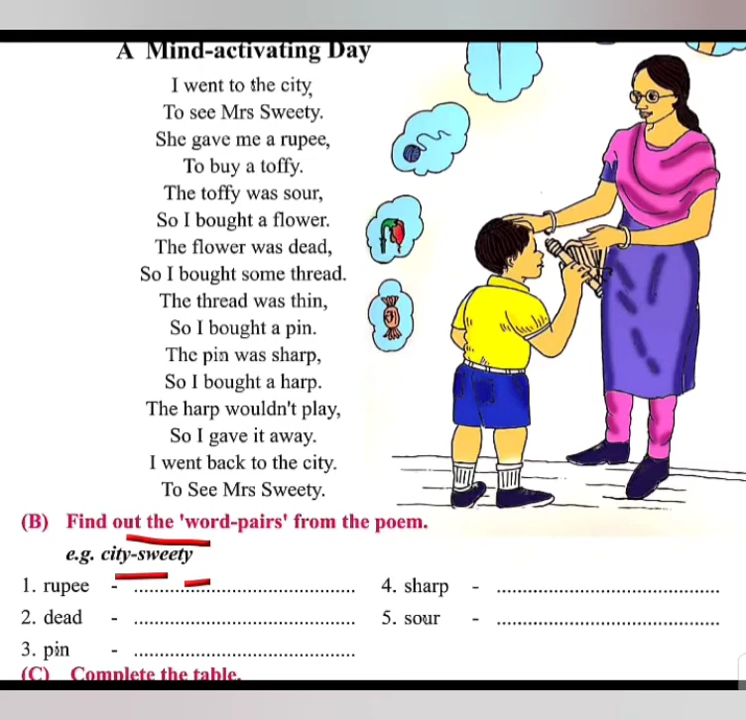 A Mind-activating Day
I went to the city,
To see Mrs Sweety.
She gave me a rupee,
To buy a toffy.
The toffy was sour,
So I bought a flower.
The flower was dead,
So I bought some thread.
The thread was thin,
So I bought a pin.
The pin was sharp,
So I bought a harp.
The harp wouldn't play,
So I gave it away.
I went back to the city.
To See Mrs Sweety.
(B) Find out the 'word-pairs' from the poem.
e.g. city-sweety
1. rupee - ........................................ 4. sharp - ........................................
2. dead - ........................................ 5. sour - ........................................
3. pin - ........................................
(C) Complete the table.